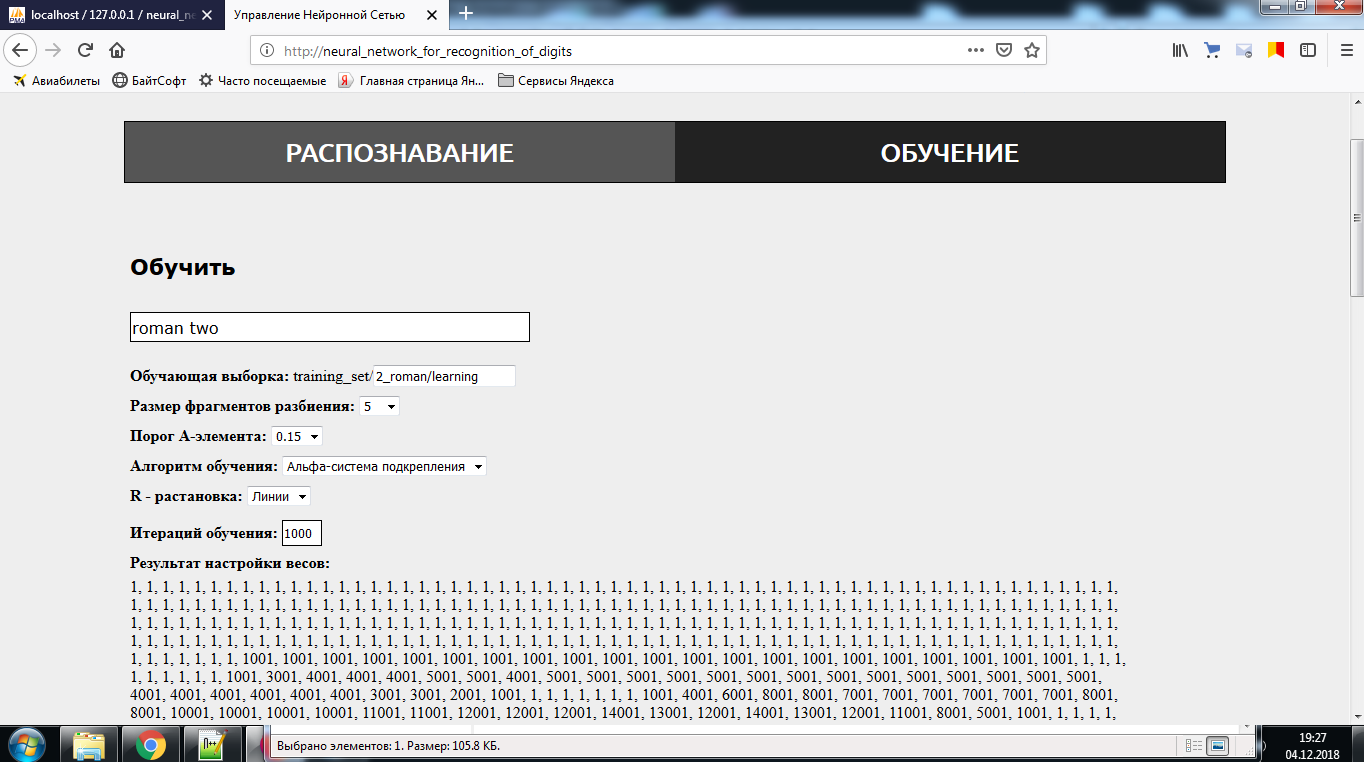 localhost / 127.0.0.1 / neural_ne
Управление Нейронной Сетью
http://neural_network_for_recognition_of_digits
Авиабилеты
БайтСофт
Часто посещаемые
Главная страница Ян...
Сервисы Яндекса
РАСПОЗНАВАНИЕ
ОБУЧЕНИЕ
Обучить
roman two
Обучающая выборка: training_set/2_roman/learning
Размер фрагментов разбиения: 5
Порог А-элемента: 0.15
Алгоритм обучения: Альфа-система подкрепления
R - растановка: Линии
Итераций обучения: 1000
Результат настройки весов:
1, 1, 1, 1, 1, 1, 1, 1, 1, 1, 1, 1, 1, 1, 1, 1, 1, 1, 1, 1, 1, 1, 1, 1, 1, 1, 1, 1, 1, 1, 1, 1, 1, 1, 1, 1, 1, 1, 1, 1, 1, 1, 1, 1, 1, 1, 1, 1, 1, 1, 1, 1, 1, 1, 1, 1, 1, 1, 1, 1, 1, 1,
1, 1, 1, 1, 1, 1, 1, 1, 1, 1, 1, 1, 1, 1, 1, 1, 1, 1, 1, 1, 1, 1, 1, 1, 1, 1, 1, 1, 1, 1, 1, 1, 1, 1, 1, 1, 1, 1, 1, 1, 1, 1, 1, 1, 1, 1, 1, 1, 1, 1, 1, 1, 1, 1, 1, 1, 1, 1, 1, 1, 1, 1,
1, 1, 1, 1, 1, 1, 1, 1, 1, 1, 1, 1, 1, 1, 1, 1, 1, 1, 1, 1, 1, 1, 1, 1, 1, 1, 1, 1, 1, 1, 1, 1, 1, 1, 1, 1, 1, 1, 1, 1, 1, 1, 1, 1, 1, 1, 1, 1, 1, 1, 1, 1, 1, 1, 1, 1, 1, 1, 1, 1, 1, 1,
1, 1, 1, 1, 1, 1, 1, 1, 1, 1, 1, 1, 1, 1, 1, 1, 1, 1, 1, 1, 1, 1, 1, 1, 1, 1, 1, 1, 1, 1, 1, 1, 1, 1, 1, 1, 1, 1, 1, 1, 1, 1, 1, 1, 1, 1, 1, 1, 1, 1, 1, 1, 1, 1, 1, 1, 1, 1, 1, 1, 1, 1,
1, 1, 1, 1, 1, 1, 1, 1001, 1001, 1001, 1001, 1001, 1001, 1001, 1001, 1001, 1001, 1001, 1001, 1001, 1001, 1001, 1001, 1001, 1001, 1001, 1001, 1001, 1, 1, 1,
1, 1, 1, 1, 1, 1, 1001, 3001, 4001, 4001, 4001, 5001, 5001, 4001, 5001, 5001, 5001, 5001, 5001, 5001, 5001, 5001, 5001, 5001, 5001, 5001, 5001, 5001,
4001, 4001, 4001, 4001, 4001, 4001, 3001, 3001, 2001, 1001, 1, 1, 1, 1, 1, 1, 1, 1001, 4001, 6001, 8001, 8001, 7001, 7001, 7001, 7001, 7001, 7001, 8001,
8001, 10001, 10001, 10001, 10001, 11001, 11001, 12001, 12001, 12001, 14001, 13001, 12001, 14001, 13001, 12001, 11001, 8001, 5001, 1001, 1, 1, 1, 1,
Выбрано элементов: 1. Размер: 105.8 КБ.
19:27
04.12.2018